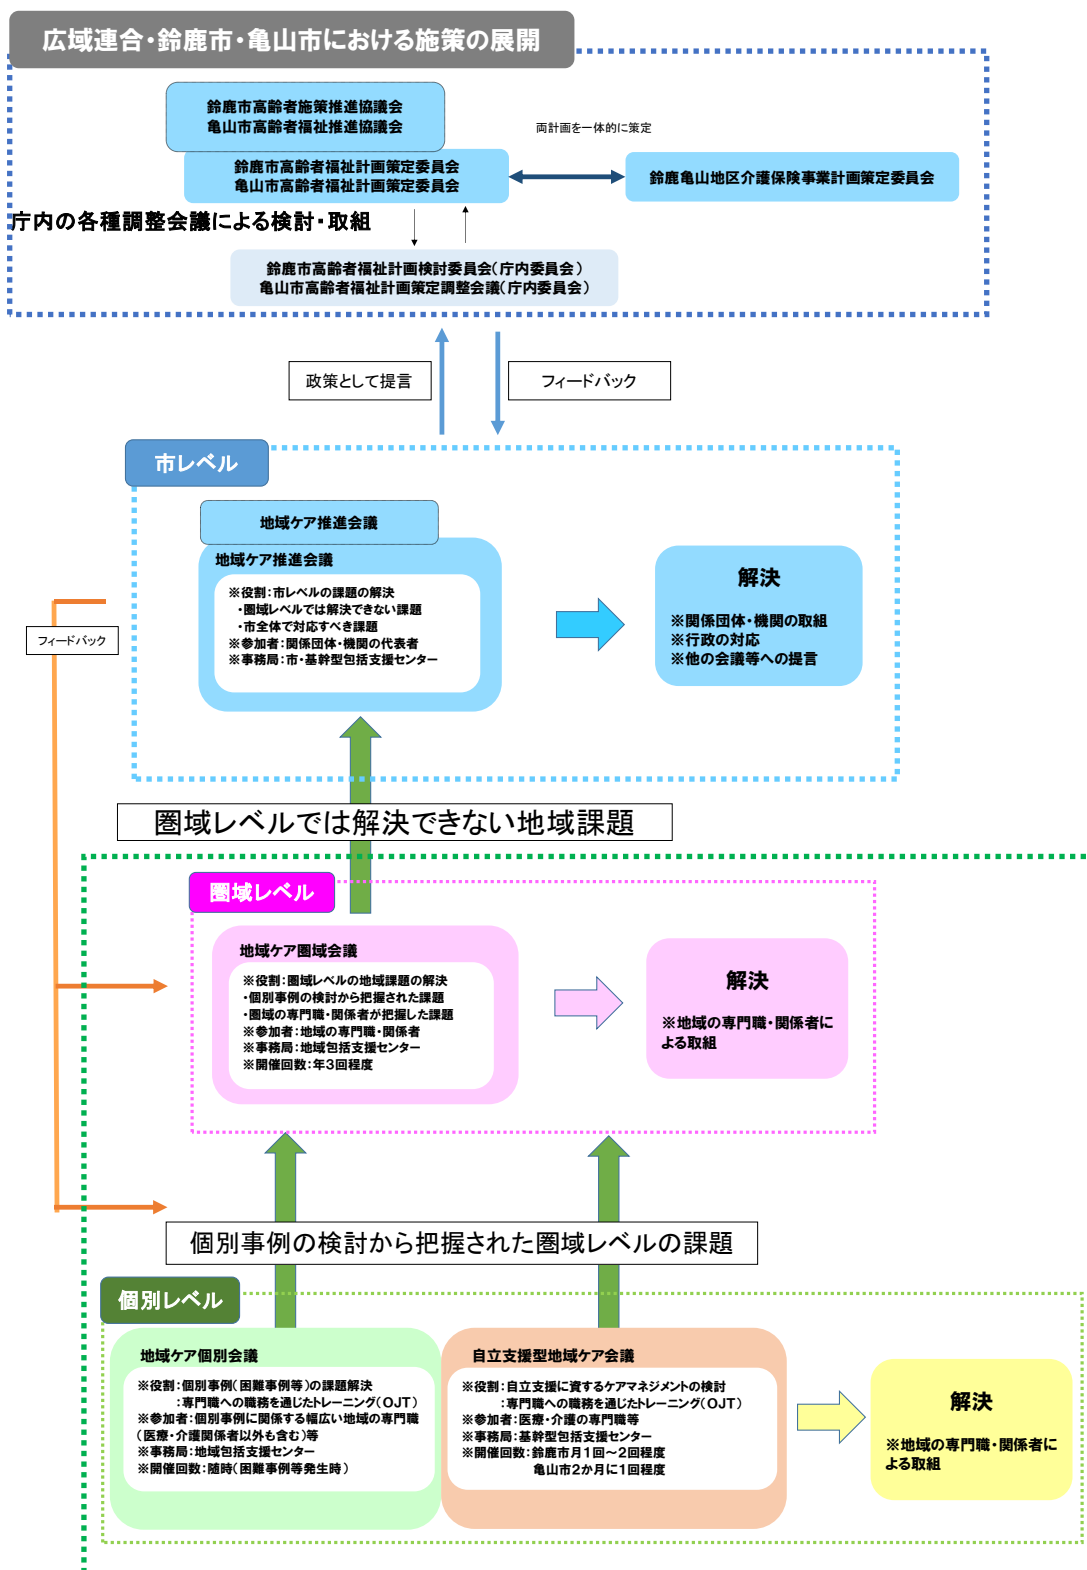 広域連合・鈴鹿市・亀山市における施策の展開
鈴鹿市高齢者施策推進協議会
亀山市高齢者福祉推進協議会
両計画を一体的に策定
鈴鹿市高齢者福祉計画策定委員会
亀山市高齢者福祉計画策定委員会
鈴鹿亀山地区介護保険事業計画策定委員会
庁内の各種調整会議による検討・取組
鈴鹿市高齢者福祉計画検討委員会(庁内委員会)
亀山市高齢者福祉計画策定調整会議(庁内委員会)
政策として提言
フィードバック
市レベル
地域ケア推進会議
地域ケア推進会議
※役割:市レベルの課題の解決
・圏域レベルでは解決できない課題
・市全体で対応すべき課題
※参加者:関係団体・機関の代表者
※事務局:市・基幹型包括支援センター
解決
※関係団体・機関の取組
※行政の対応
※他の会議等への提言
フィードバック
圏域レベルでは解決できない地域課題
圏域レベル
地域ケア圏域会議
※役割:圏域レベルの地域課題の解決
・個別事例の検討から把握された課題
・圏域の専門職・関係者が把握した課題
※参加者:地域の専門職・関係者
※事務局:地域包括支援センター
※開催回数:年3回程度
解決
※地域の専門職・関係者に
よる取組
個別事例の検討から把握された圏域レベルの課題
個別レベル
地域ケア個別会議
※役割:個別事例(困難事例等)の課題解決
:専門職への職務を通じたトレーニング(OJT)
※参加者:個別事例に関係する幅広い地域の専門職
(医療・介護関係者以外も含む)等
※事務局:地域包括支援センター
※開催回数:随時(困難事例等発生時)
自立支援型地域ケア会議
※役割:自立支援に資するケアマネジメントの検討
:専門職への職務を通じたトレーニング(OJT)
※参加者:医療・介護の専門職等
※事務局:基幹型包括支援センター
※開催回数:鈴鹿市月1回~2回程度
亀山市2か月に1回程度
解決
※地域の専門職・関係者に
よる取組